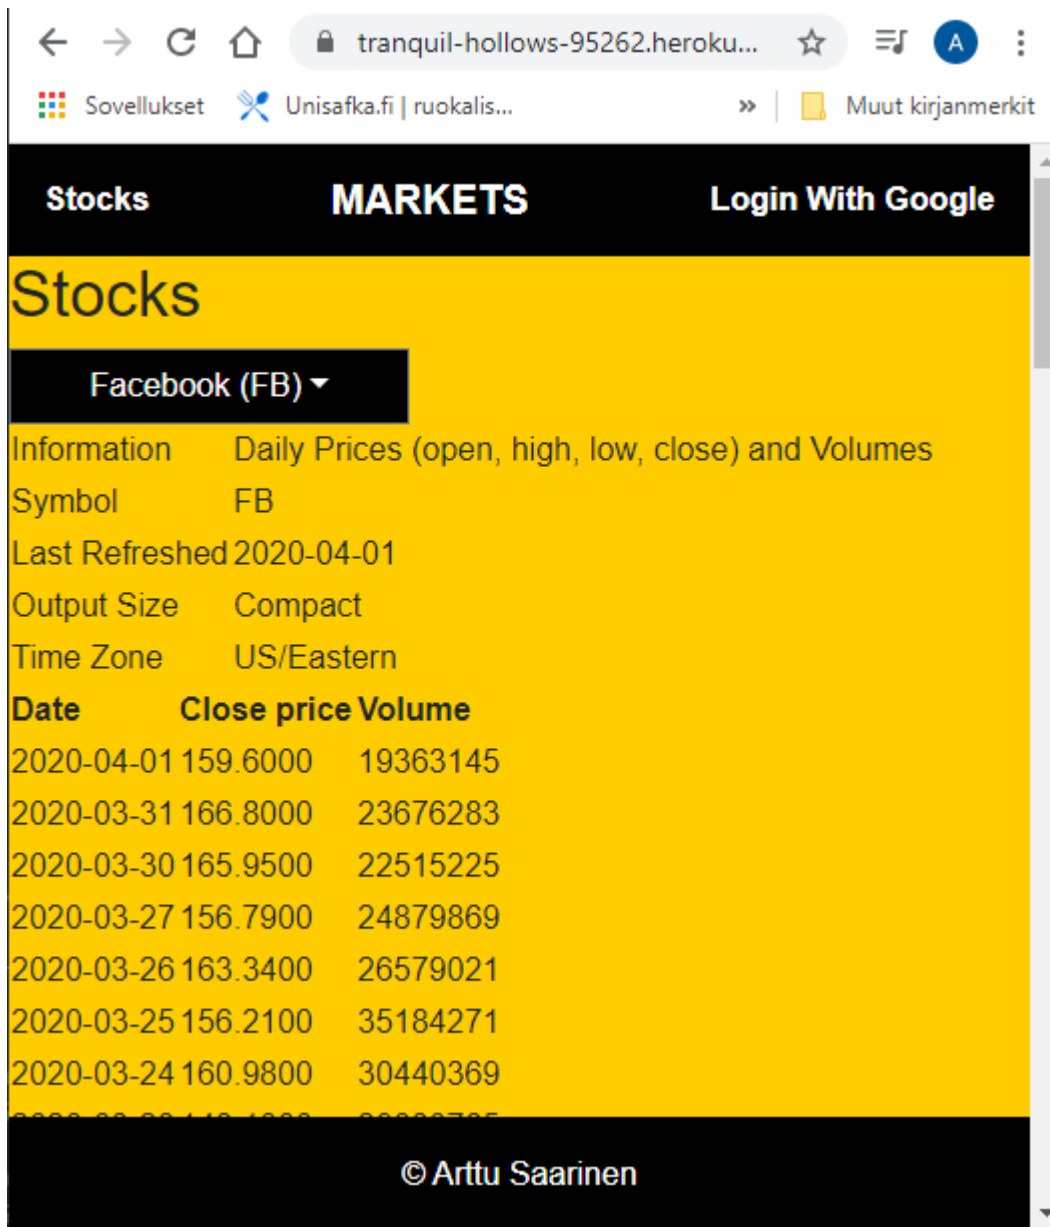 tranquil-hollows-95262.heroku...
A
Sovellukset Unisafka.fi | ruokalis... » Muut kirjanmerkit
Stocks MARKETS Login With Google
Stocks
Facebook (FB)
Information Daily Prices (open, high, low, close) and Volumes
Symbol FB
Last Refreshed 2020-04-01
Output Size Compact
Time Zone US/Eastern
Date Close price Volume
2020-04-01 159.6000 19363145
2020-03-31 166.8000 23676283
2020-03-30 165.9500 22515225
2020-03-27 156.7900 24879869
2020-03-26 163.3400 26579021
2020-03-25 156.2100 35184271
2020-03-24 160.9800 30440369
© Arttu Saarinen